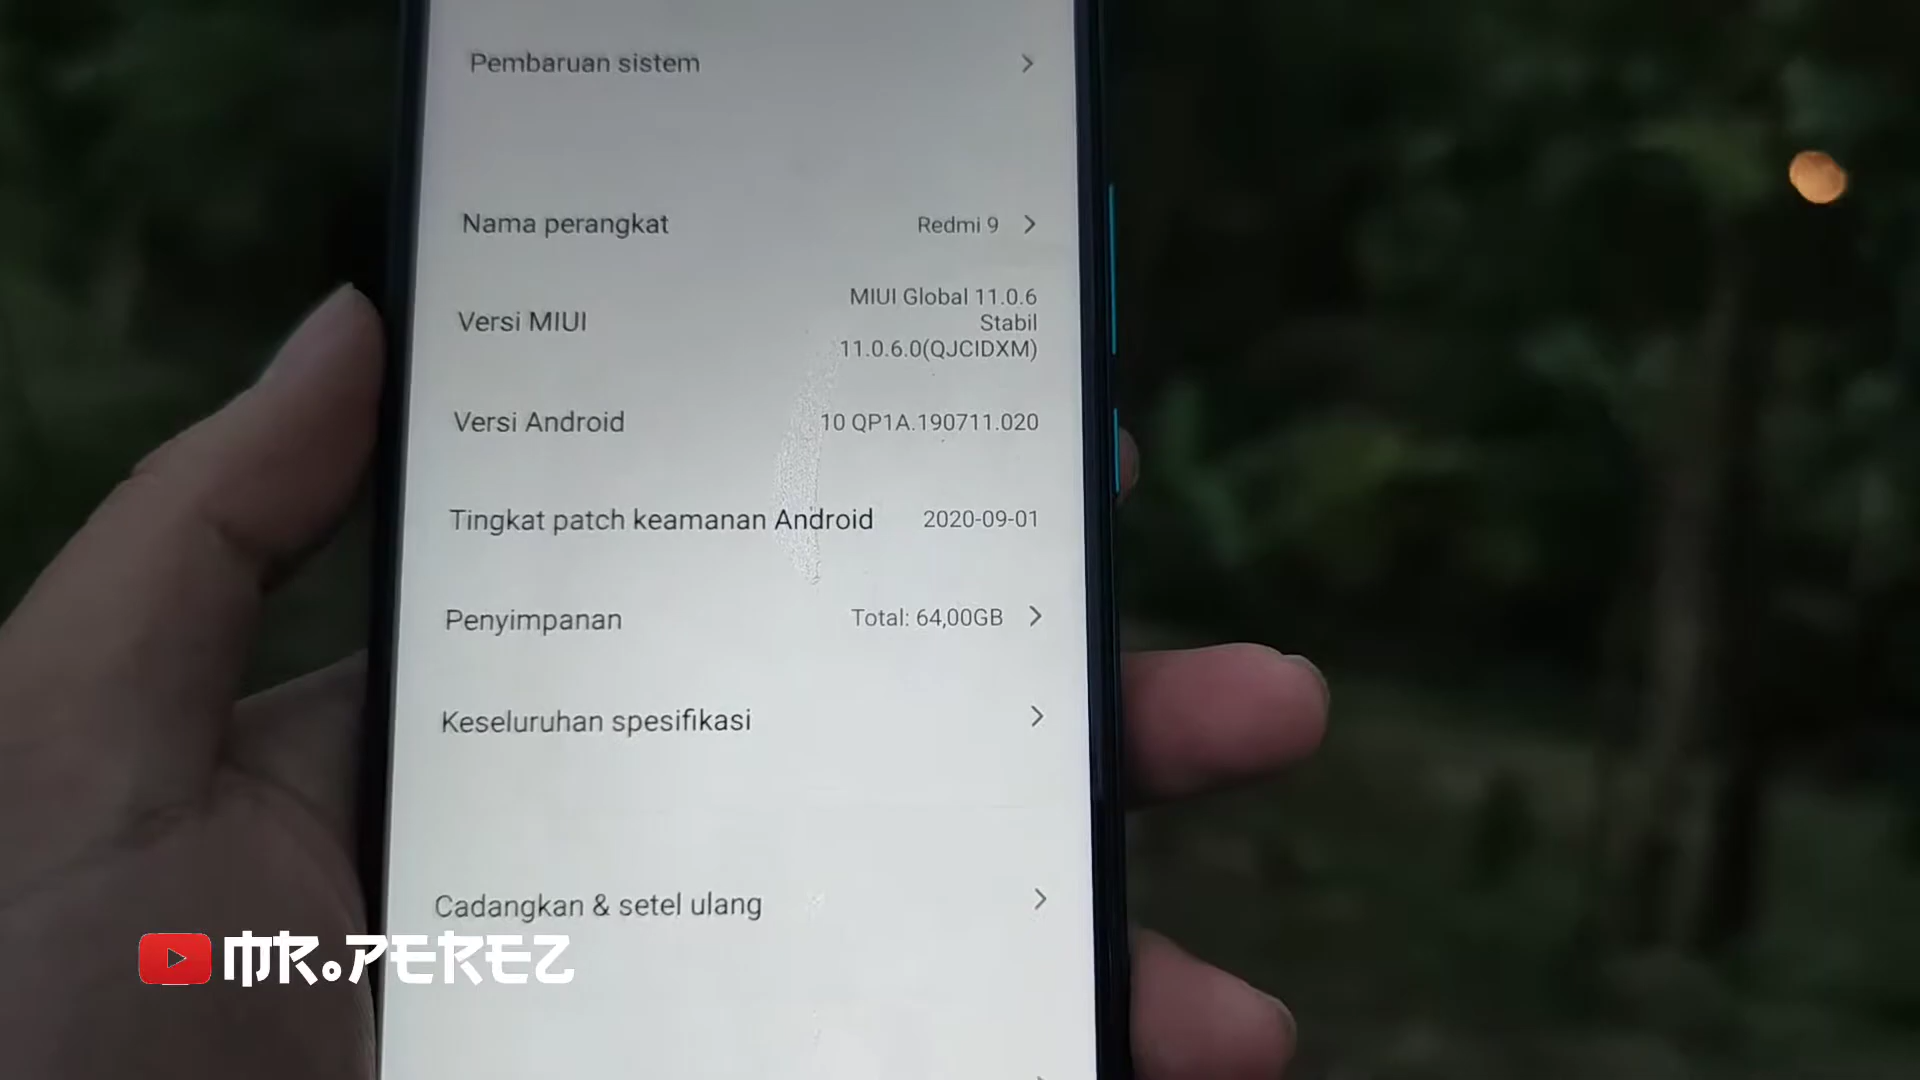 Pembaruan sistem
Nama perangkat
Redmi 9
Versi MIUI
MIUI Global 11.0.6
Stabil
11.0.6.0(QJCIDXM)
Versi Android
10 QP1A.190711.020
Tingkat patch keamanan Android
2020-09-01
Penyimpanan
Total: 64,00GB
Keseluruhan spesifikasi
Cadangkan & setel ulang
MR.PEREZ